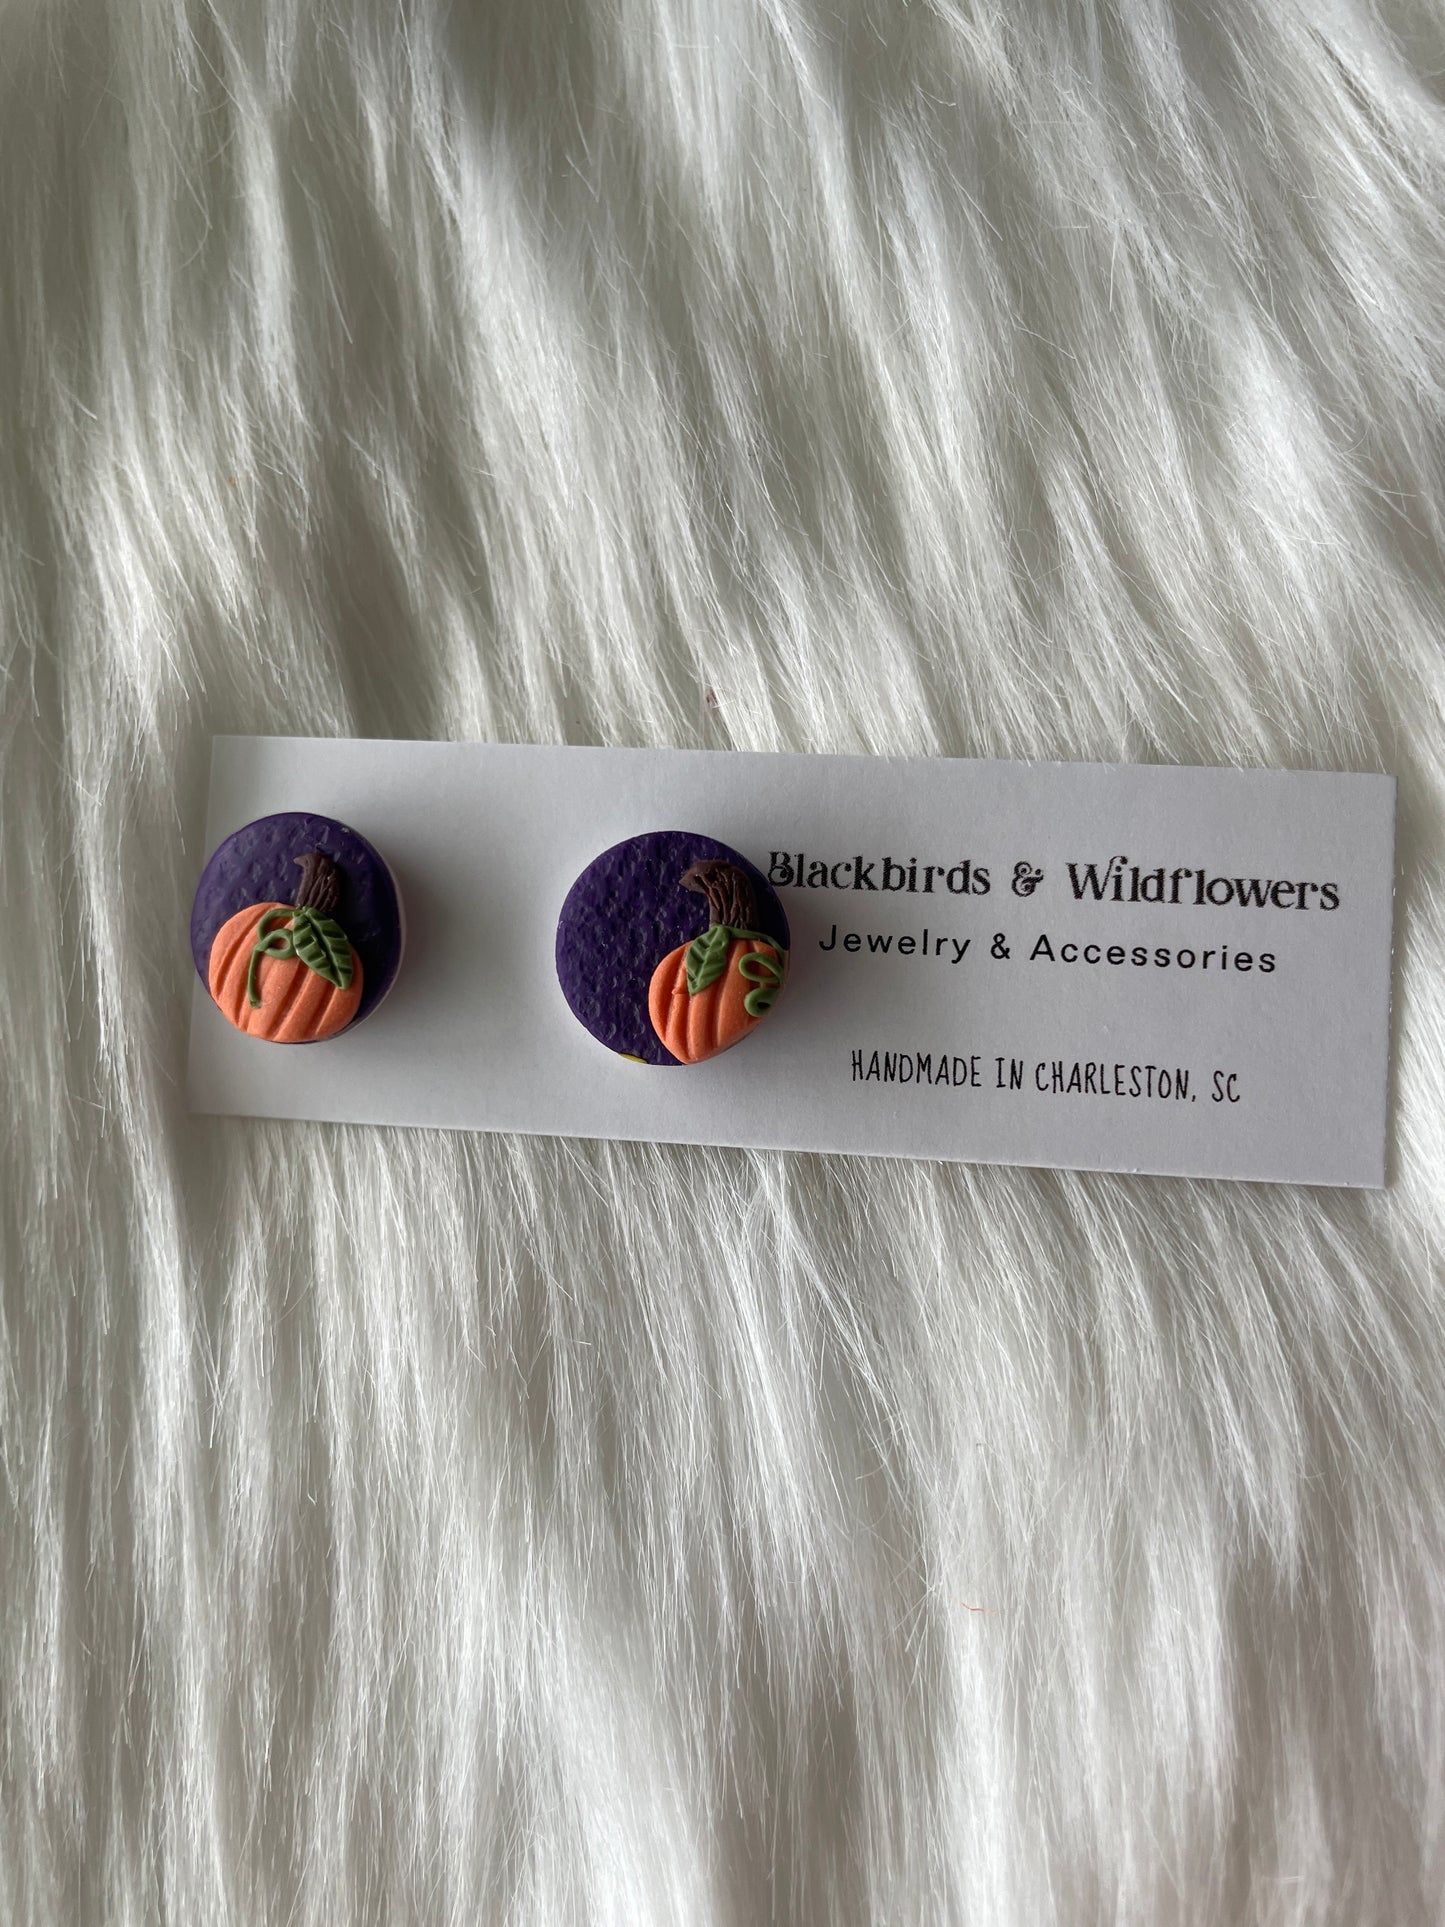 Blackbirds & Wildflowers
Jewelry & Accessories
HANDMADE IN CHARLESTON, SC